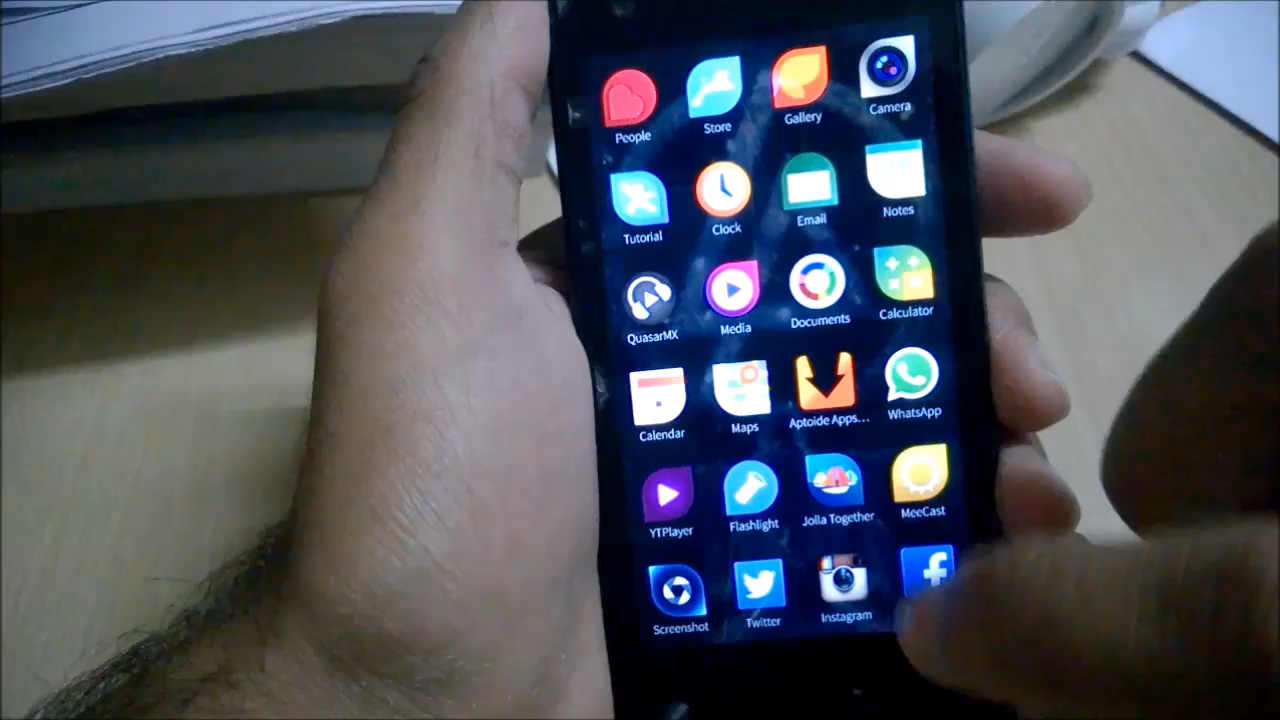 People
Store
Gallery
Camera
Tutorial
Clock
Email
Notes
QuasarMX
Media
Documents
Calculator
Calendar
Maps
Aptoide Apps...
WhatsApp
YTPlayer
Flashlight
Jolla Together
MeeCast
Screenshot
Twitter
Instagram